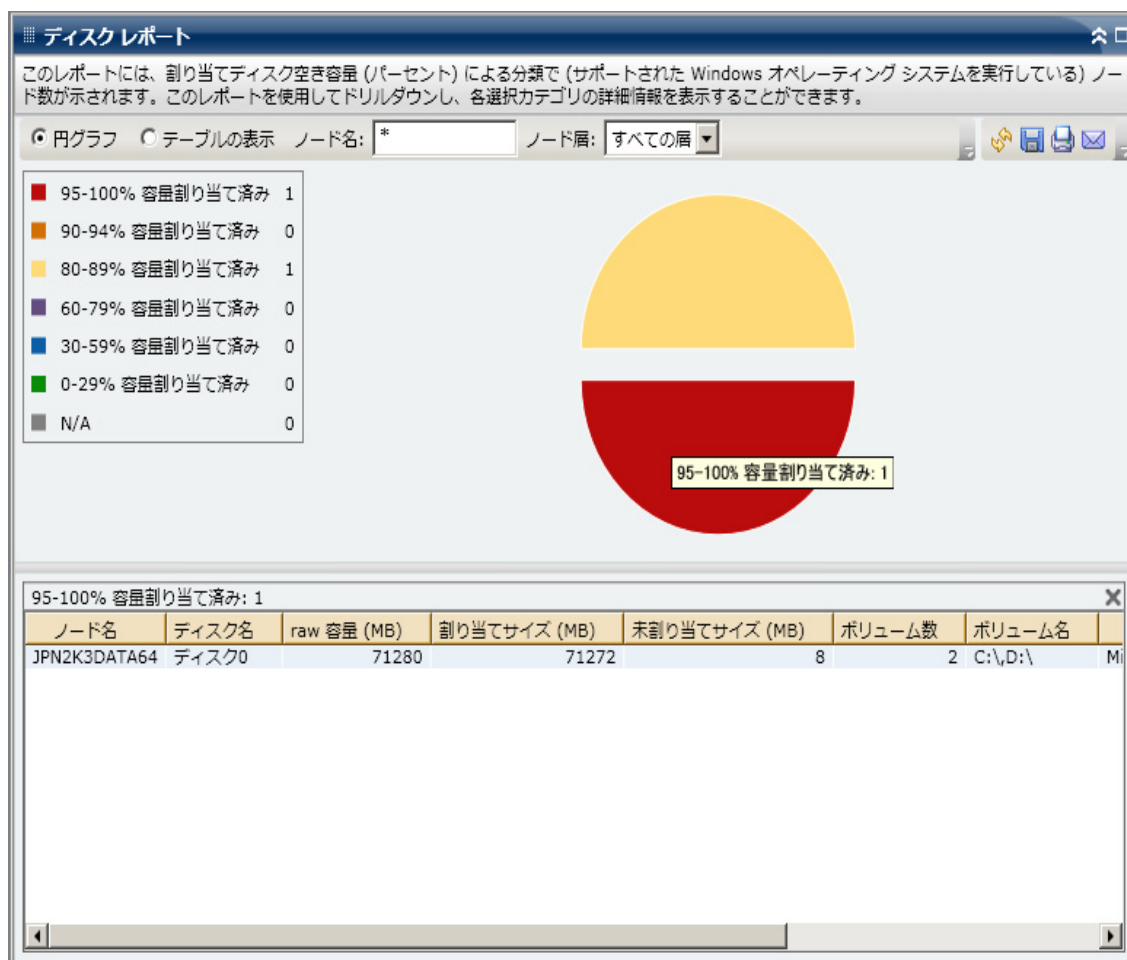 ディスク レポート
このレポートには、割り当てディスク空き容量 (パーセント) による分類で (サポートされた Windows オペレーティング システムを実行している) ノー
ド数が示されます。このレポートを使用してドリルダウンし、各選択カテゴリの詳細情報を表示することができます。
円グラフ テーブルの表示 ノード名: * ノード層: すべての層
95-100% 容量割り当て済み 1
90-94% 容量割り当て済み 0
80-89% 容量割り当て済み 1
60-79% 容量割り当て済み 0
30-59% 容量割り当て済み 0
0-29% 容量割り当て済み 0
N/A 0
95-100% 容量割り当て済み: 1
95-100% 容量割り当て済み: 1
ノード名 ディスク名 raw 容量 (MB) 割り当てサイズ (MB) 未割り当てサイズ (MB) ボリューム数 ボリューム名
JPN2K3DATA64 ディスク0 71280 71272 8 2 C:\,D:\ Mi